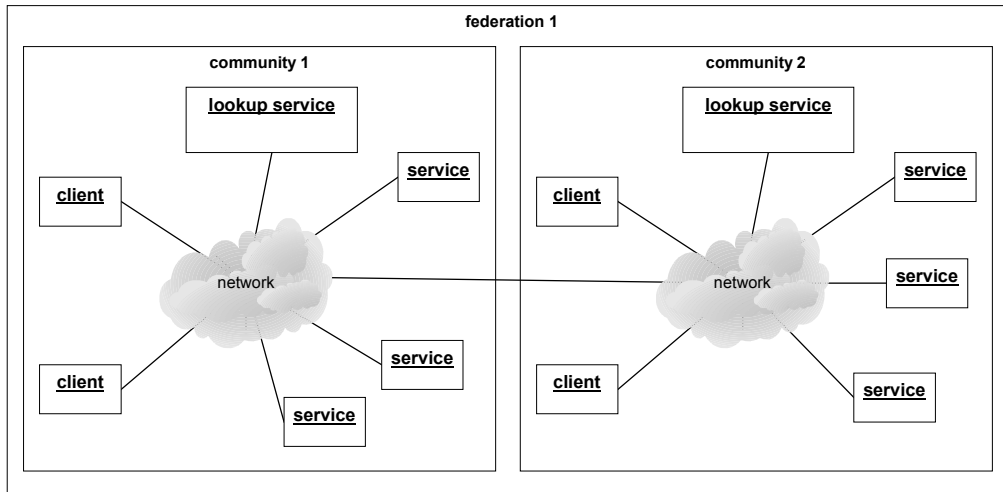 federation 1
community 1
lookup service
service
client
network
service
client
service
community 2
lookup service
service
client
service
network
client
service